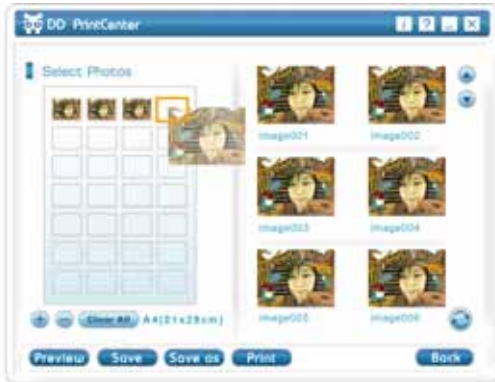 DD PrintCenter
Select Photos
image001 image002
image003 image004
image005 image006
Clear All A4(21x29cm)
Preview Save Save as Print Back